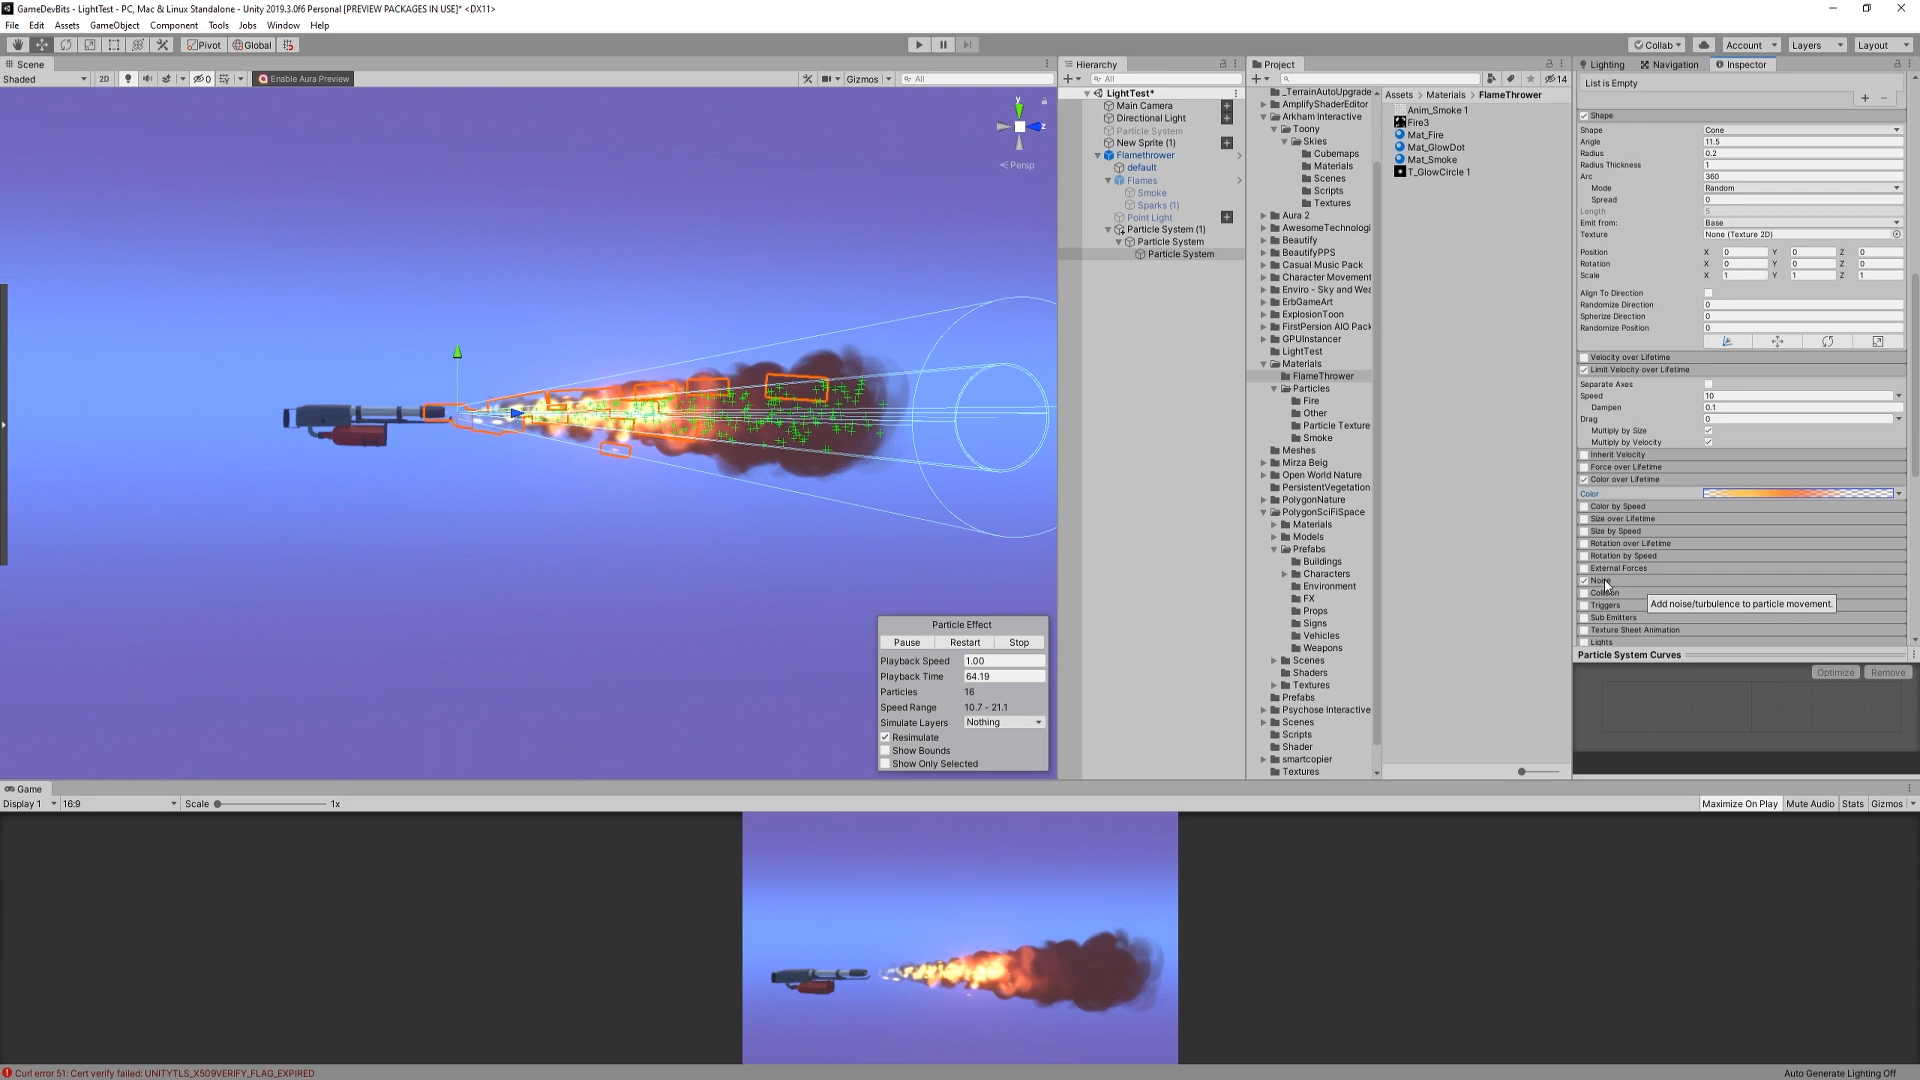 GameDevBits - LightTest - PC, Mac & Linux Standalone - Unity 2019.3.0f6 Personal [PREVIEW PACKAGES IN USE]* <DX11>
File Edit Assets GameObject Component Tools Jobs Window Help
Pivot Global
Collab Account Layers Layout
Scene
Shaded 2D 0 Enable Aura Preview Gizmos All
Persp
y
z
Particle Effect
Pause Restart Stop
Playback Speed 1.00
Playback Time 64.19
Particles 16
Speed Range 10.7 - 21.1
Simulate Layers Nothing
Resimulate
Show Bounds
Show Only Selected
Hierarchy
All
LightTest*
Main Camera
Directional Light
Particle System
New Sprite (1)
Flamethrower
default
Flames
Smoke
Sparks (1)
Point Light
Particle System (1)
Particle System
Particle System
Project
14
_TerrainAutoUpgrade
AmplifyShaderEditor
Arkham Interactive
Toony
Skies
Cubemaps
Materials
Scenes
Scripts
Textures
Aura 2
AwesomeTechnologi
Beautify
BeautifyPPS
Casual Music Pack
Character Movement
Enviro - Sky and Wea
ErbGameArt
ExplosionToon
FirstPersion AIO Pack
GPUInstancer
LightTest
Materials
FlameThrower
Particles
Fire
Other
Particle Texture
Smoke
Meshes
Mirza Beig
Open World Nature
PersistentVegetation
PolygonNature
PolygonSciFiSpace
Materials
Models
Prefabs
Buildings
Characters
Environment
FX
Props
Signs
Vehicles
Weapons
Scenes
Shaders
Textures
Prefabs
Psychose Interactive
Scenes
Scripts
Shader
smartcopier
Textures
Assets > Materials > FlameThrower
Anim_Smoke 1
Fire3
Mat_Fire
Mat_GlowDot
Mat_Smoke
T_GlowCircle 1
Lighting Navigation Inspector
List is Empty
Shape
Shape Cone
Angle 11.5
Radius 0.2
Radius Thickness 1
Arc 360
Mode Random
Spread 0
Length 5
Emit from: Base
Texture None (Texture 2D)
Position X 0 Y 0 Z 0
Rotation X 0 Y 0 Z 0
Scale X 1 Y 1 Z 1
Align To Direction
Randomize Direction 0
Spherize Direction 0
Randomize Position 0
Velocity over Lifetime
Limit Velocity over Lifetime
Separate Axes
Speed 10
Dampen 0.1
Drag 0
Multiply by Size
Multiply by Velocity
Inherit Velocity
Force over Lifetime
Color over Lifetime
Color
Color by Speed
Size over Lifetime
Size by Speed
Rotation over Lifetime
Rotation by Speed
External Forces
Noise
Collision
Add noise/turbulence to particle movement.
Triggers
Sub Emitters
Texture Sheet Animation
Lights
Particle System Curves
Optimize Remove
Game
Display 1 16:9 Scale 1x Maximize On Play Mute Audio Stats Gizmos
Curl error 51: Cert verify failed: UNITYTLS_X509VERIFY_FLAG_EXPIRED
Auto Generate Lighting Off